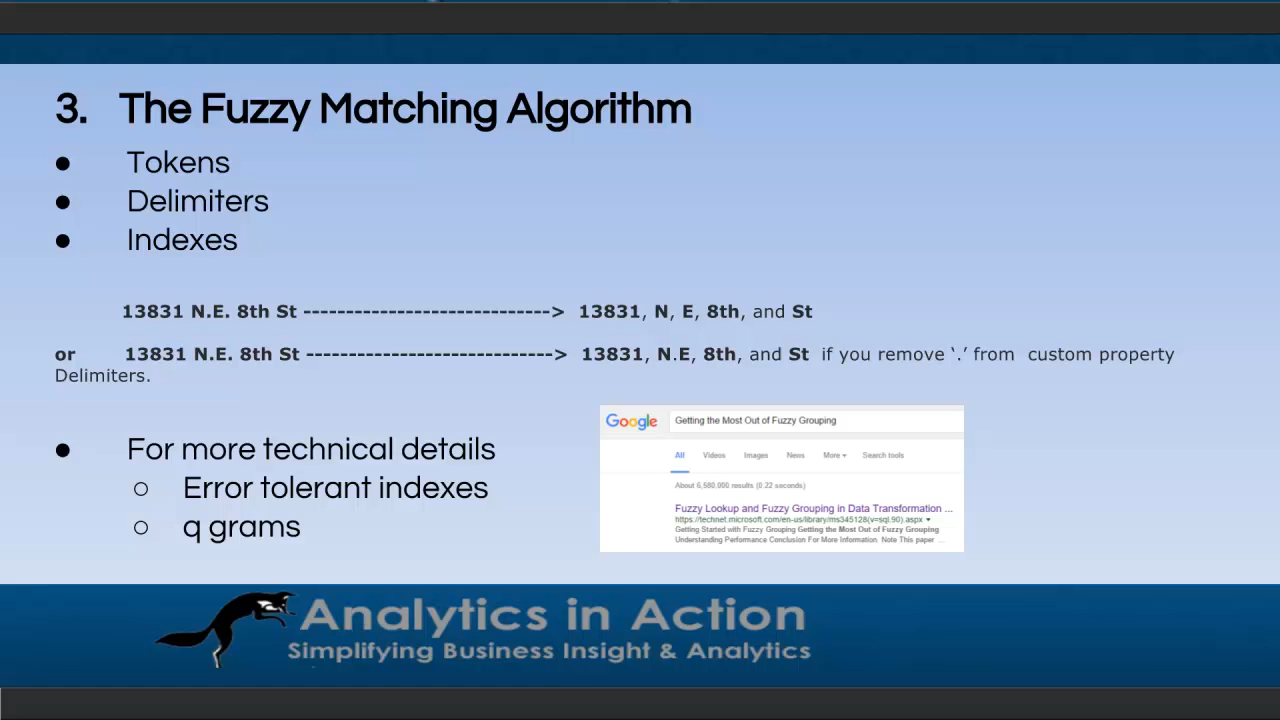 3. The Fuzzy Matching Algorithm
● Tokens
● Delimiters
● Indexes
13831 N.E. 8th St ----------------------------> 13831, N, E, 8th, and St
or 13831 N.E. 8th St ----------------------------> 13831, N.E, 8th, and St if you remove ‘.’ from custom property
Delimiters.
● For more technical details
○ Error tolerant indexes
○ q grams
Google Getting the Most Out of Fuzzy Grouping
All Videos Images News More ▾ Search tools
About 6,580,000 results (0.22 seconds)
Fuzzy Lookup and Fuzzy Grouping in Data Transformation ...
https://technet.microsoft.com/en-us/library/ms345128(v=sql.90).aspx ▾
Getting Started with Fuzzy Grouping Getting the Most Out of Fuzzy Grouping
Understanding Performance Conclusion For More Information. Note This paper ...
Analytics in Action
Simplifying Business Insight & Analytics